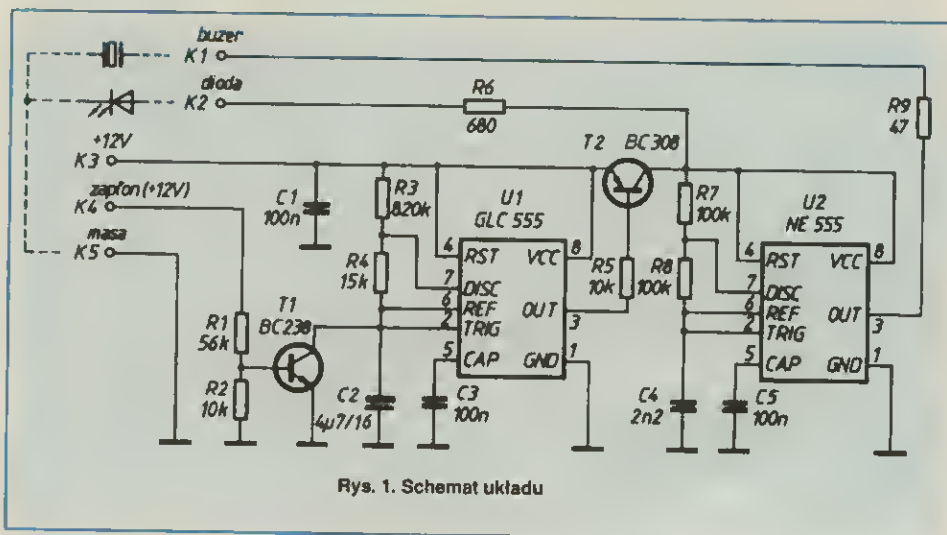 buzer
K1
dioda
K2
R6
680
R9
47
+12V
K3
T2 BC308
zapfon (+12V)
K4
masa
K5
C1
100n
R3
820k
R4
15k
U1
GLC 555
4 RST VCC 8
7 DISC
6 REF OUT 3
2 TRIG
5 CAP GND 1
R5
10k
R7
100k
R8
100k
U2
NE 555
4 RST VCC 8
7 DISC
6 REF OUT 3
2 TRIG
5 CAP GND 1
T1
BC238
R1
56k
R2
10k
C2
4µ7/16
C3
100n
C4
2n2
C5
100n
Rys. 1. Schemat układu